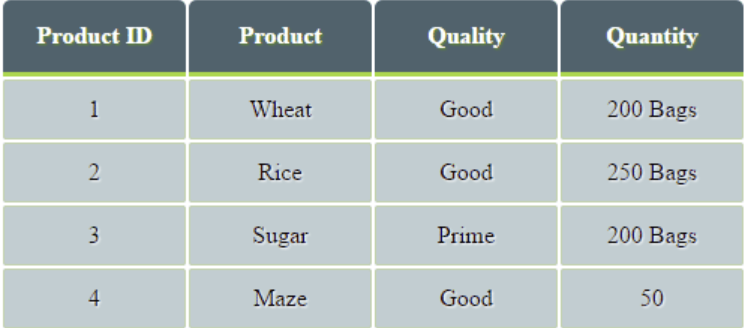 Product ID Product Quality Quantity
1 Wheat Good 200 Bags
2 Rice Good 250 Bags
3 Sugar Prime 200 Bags
4 Maze Good 50